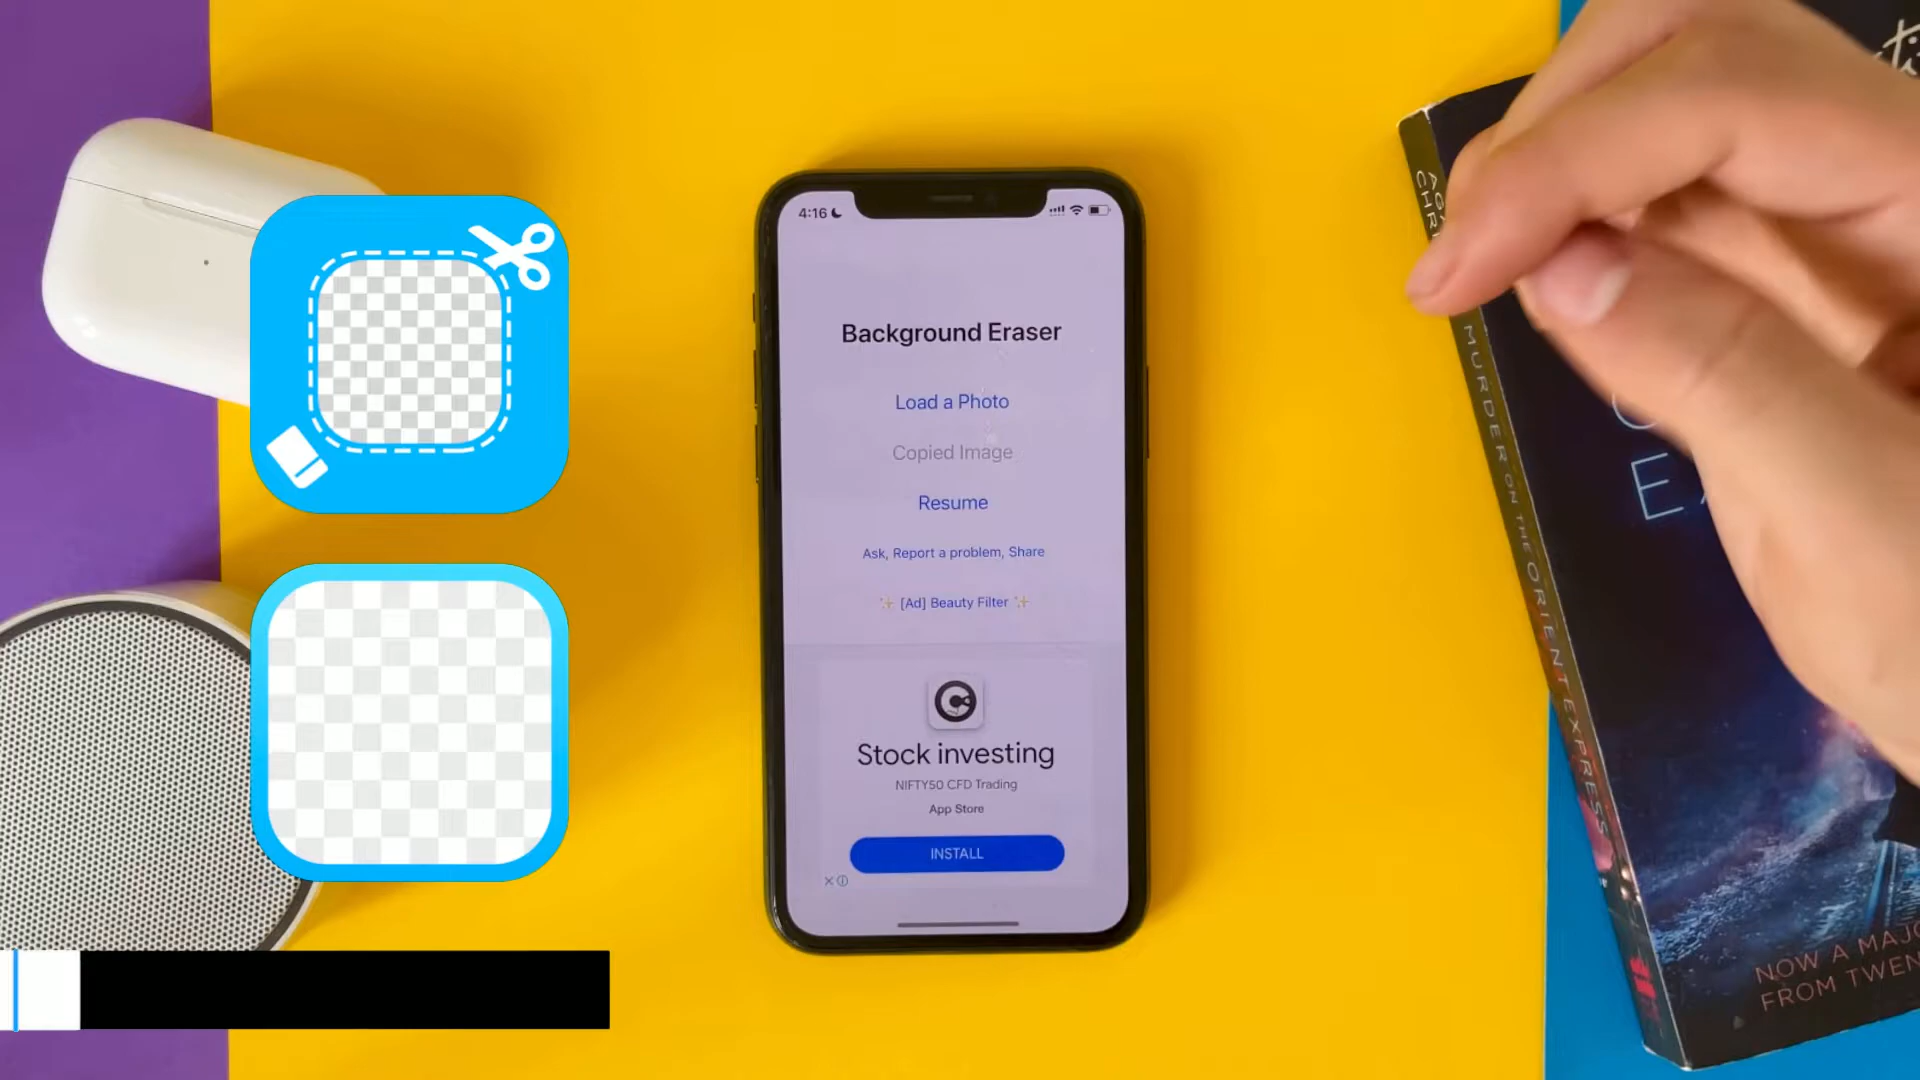 4:16
Background Eraser
Load a Photo
Copied Image
Resume
Ask, Report a problem, Share
✨ [Ad] Beauty Filter ✨
Stock investing
NIFTY50 CFD Trading
App Store
INSTALL
MURDER ON THE ORIENT EXPRESS
NOW A MAJO
FROM TWEN